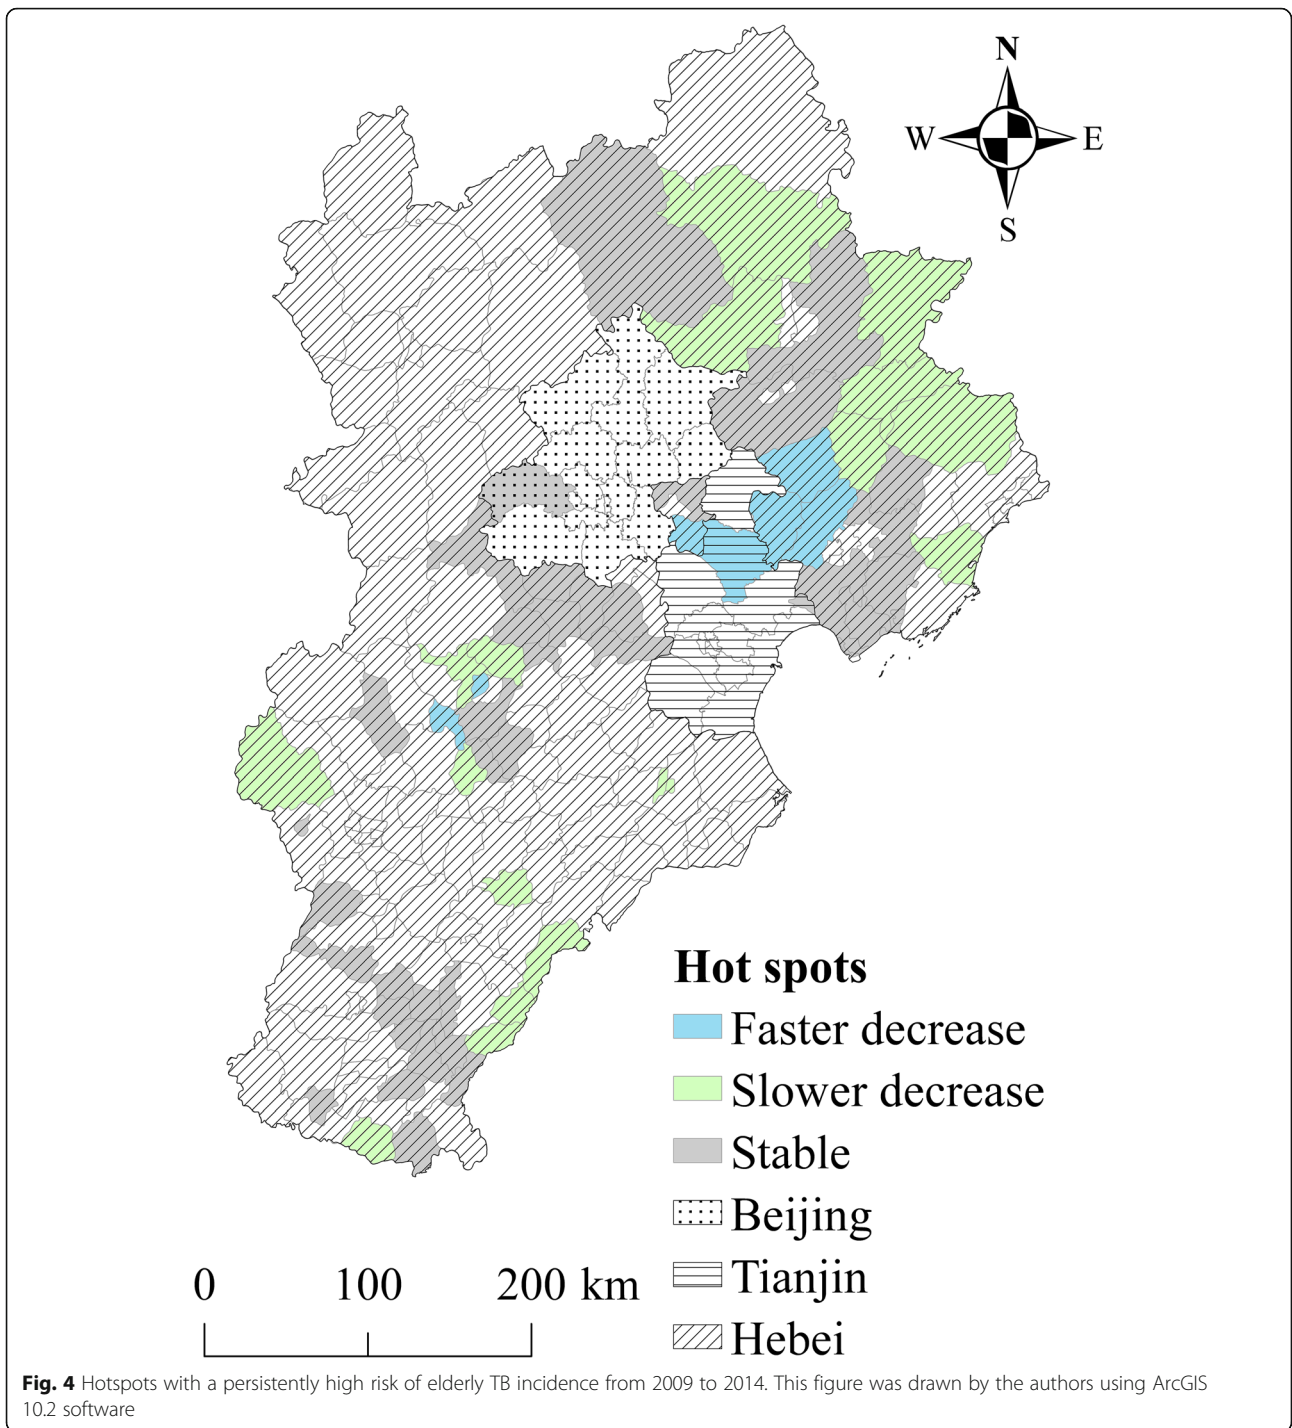 N
W E
S
Hot spots
Faster decrease
Slower decrease
Stable
Beijing
Tianjin
Hebei
0 100 200 km
Fig. 4 Hotspots with a persistently high risk of elderly TB incidence from 2009 to 2014. This figure was drawn by the authors using ArcGIS
10.2 software